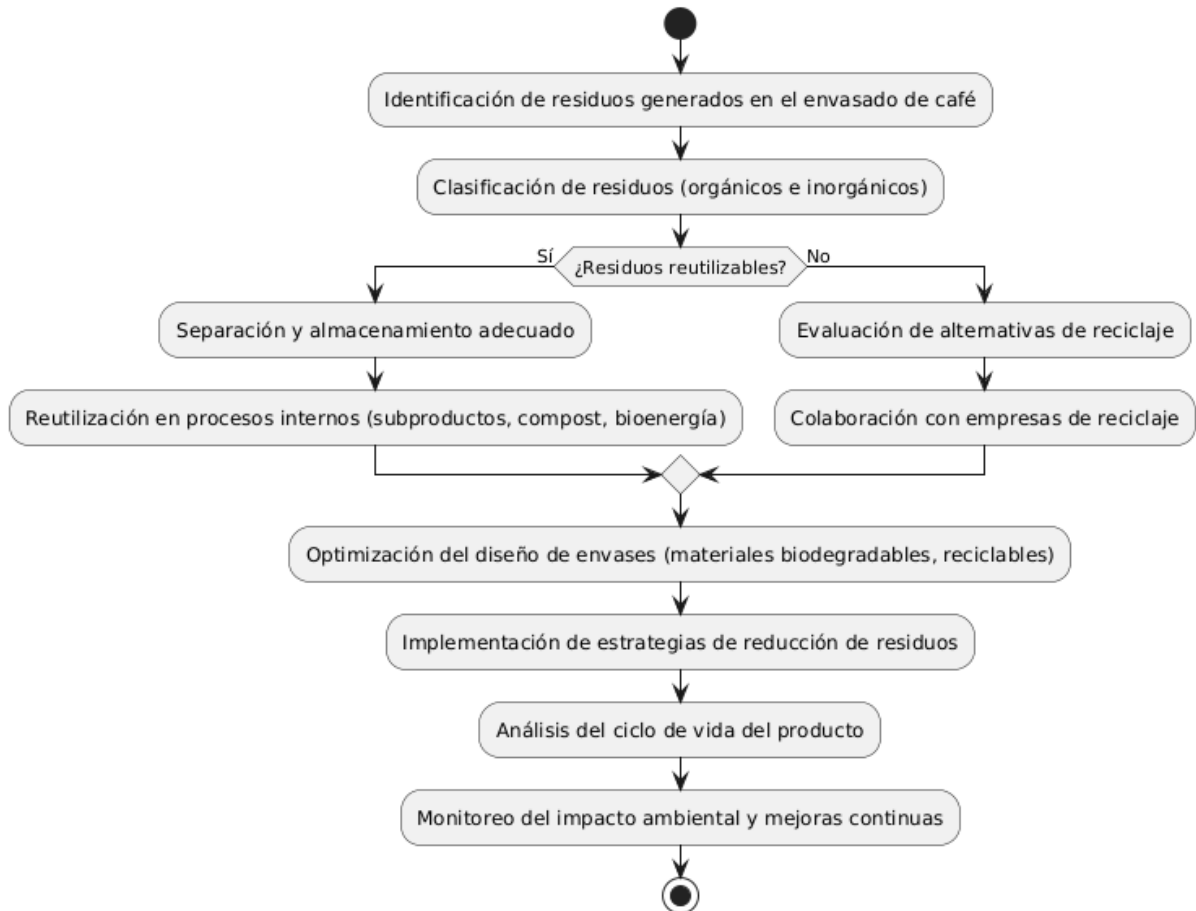 Identificación de residuos generados en el envasado de café
Clasificación de residuos (orgánicos e inorgánicos)
¿Residuos reutilizables?
Sí
No
Separación y almacenamiento adecuado
Reutilización en procesos internos (subproductos, compost, bioenergía)
Evaluación de alternativas de reciclaje
Colaboración con empresas de reciclaje
Optimización del diseño de envases (materiales biodegradables, reciclables)
Implementación de estrategias de reducción de residuos
Análisis del ciclo de vida del producto
Monitoreo del impacto ambiental y mejoras continuas